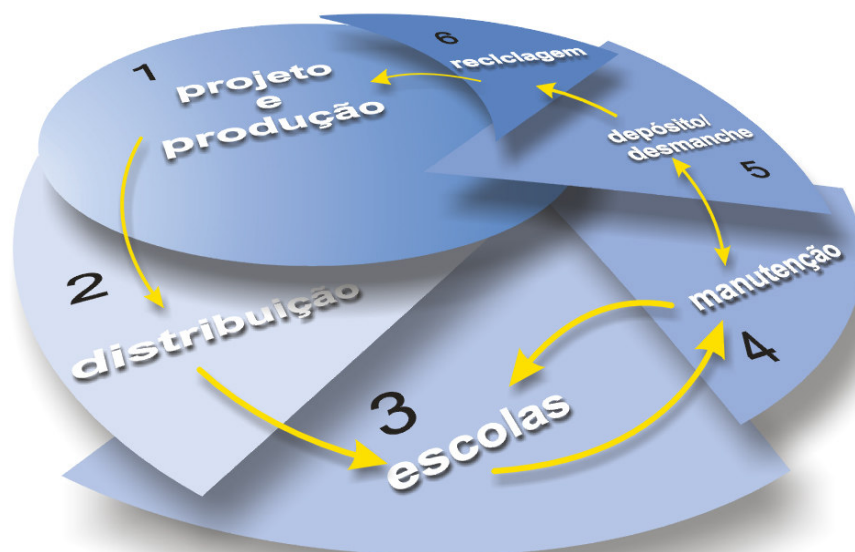 1
projeto
e
produção
2
distribuição
3
escolas
4
manutenção
5
depósito/
desmanche
6
reciclagem